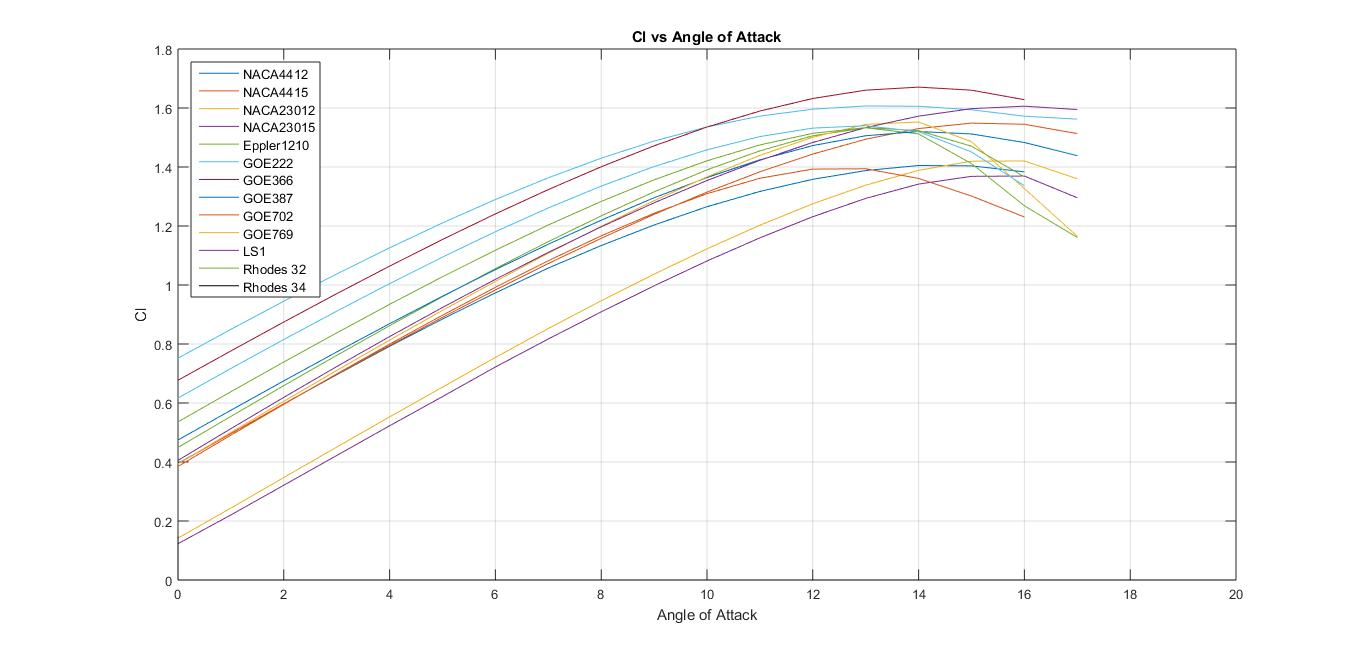 Cl vs Angle of Attack
1.8
1.6
1.4
1.2
1
0.8
0.6
0.4
0.2
0
Cl
NACA4412
NACA4415
NACA23012
NACA23015
Eppler1210
GOE222
GOE366
GOE387
GOE702
GOE769
LS1
Rhodes 32
Rhodes 34
0 2 4 6 8 10 12 14 16 18 20
Angle of Attack